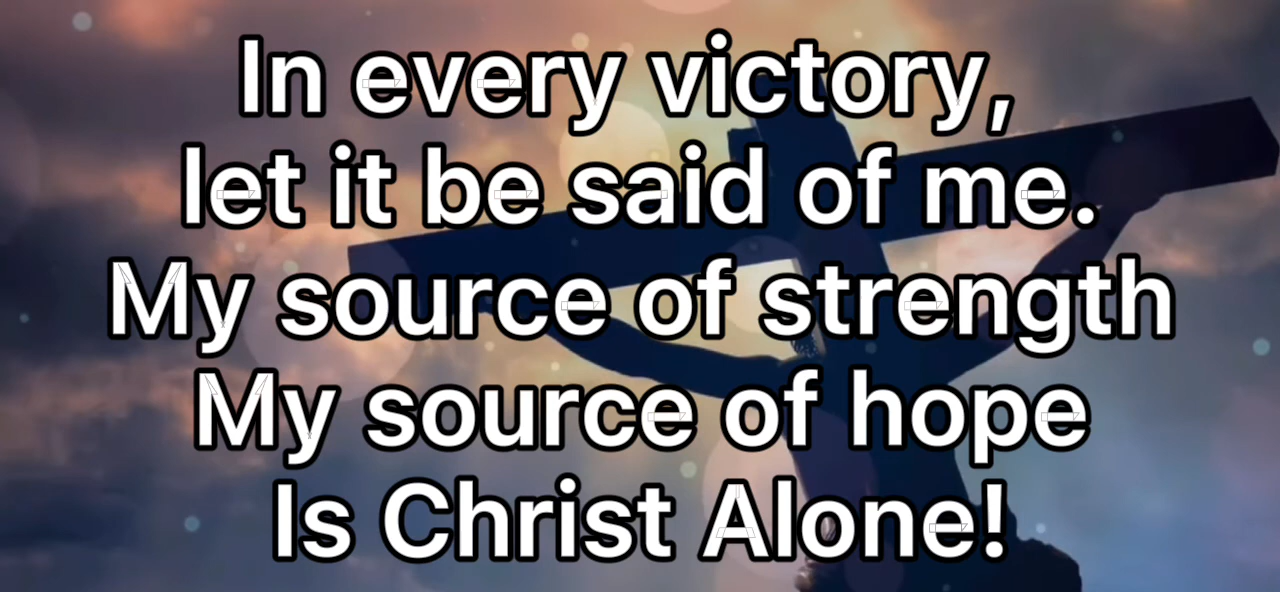 In every victory,
let it be said of me.
My source of strength
My source of hope
Is Christ Alone!